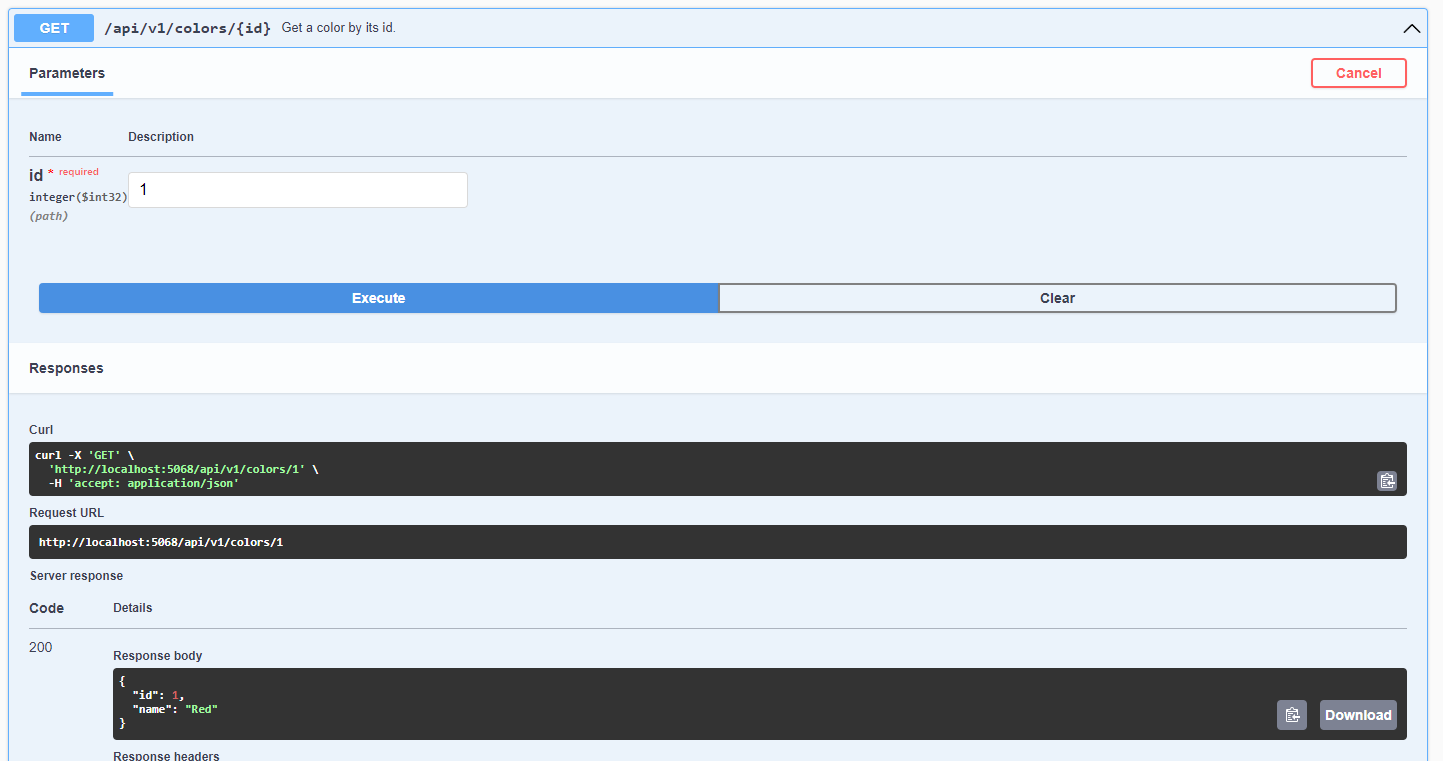 GET /api/v1/colors/{id} Get a color by its id.
Parameters Cancel
Name Description
id * required
integer($int32) 1
(path)
Execute Clear
Responses
Curl
curl -X 'GET' \
  'http://localhost:5068/api/v1/colors/1' \
  -H 'accept: application/json'
Request URL
http://localhost:5068/api/v1/colors/1
Server response
Code Details
200
Response body
{
  "id": 1,
  "name": "Red"
}
Download
Response headers